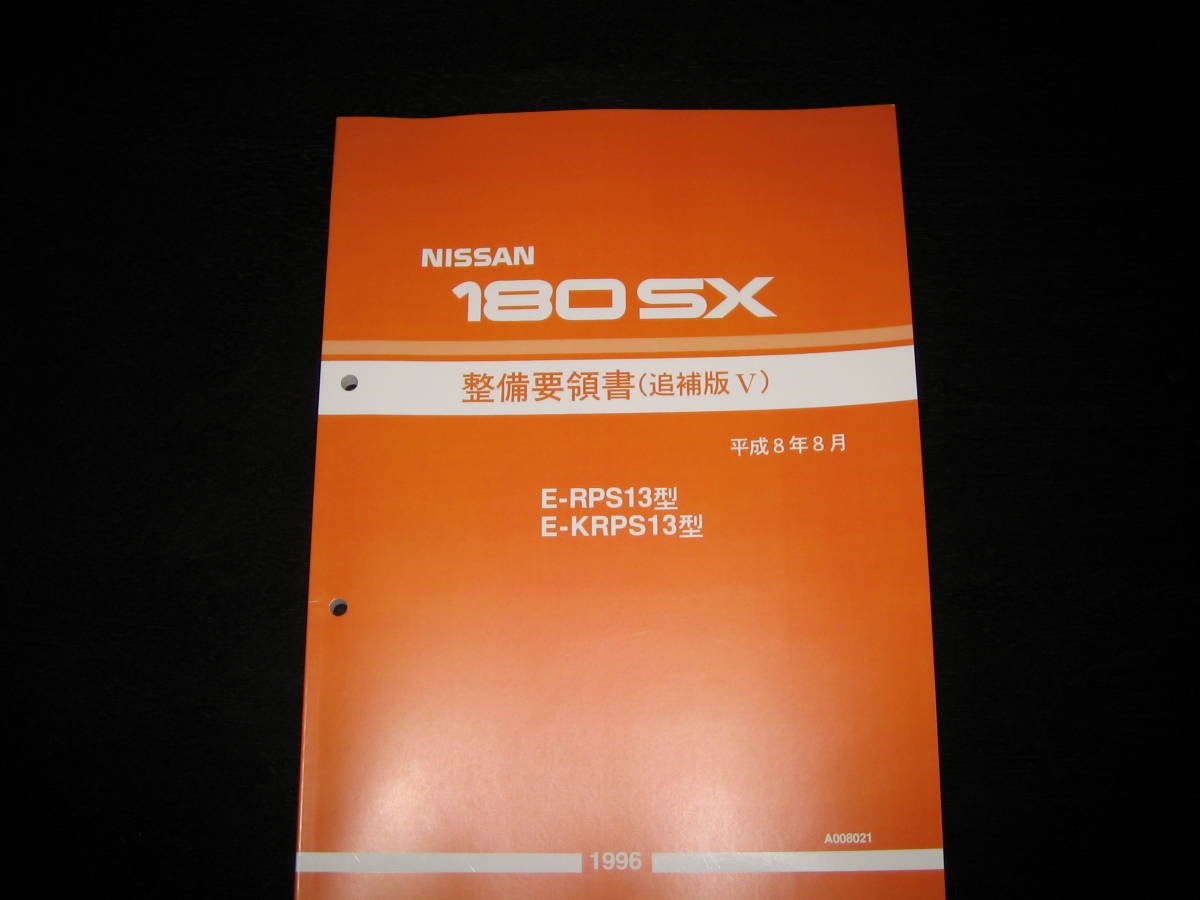 NISSAN
180SX
整備要領書(追補版Ⅴ)
平成8年8月
E-RPS13型
E-KRPS13型
A008021
1996